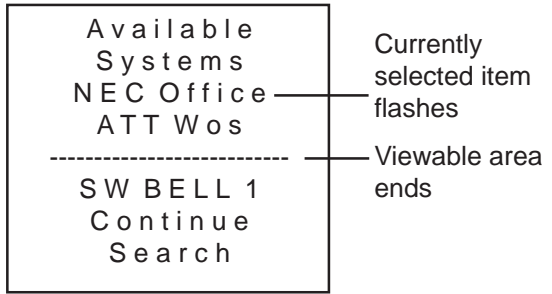 Available
Systems
NEC Office
ATT Wos
---------------------------
SW BELL 1
Continue
Search
Currently
selected item
flashes
Viewable area
ends